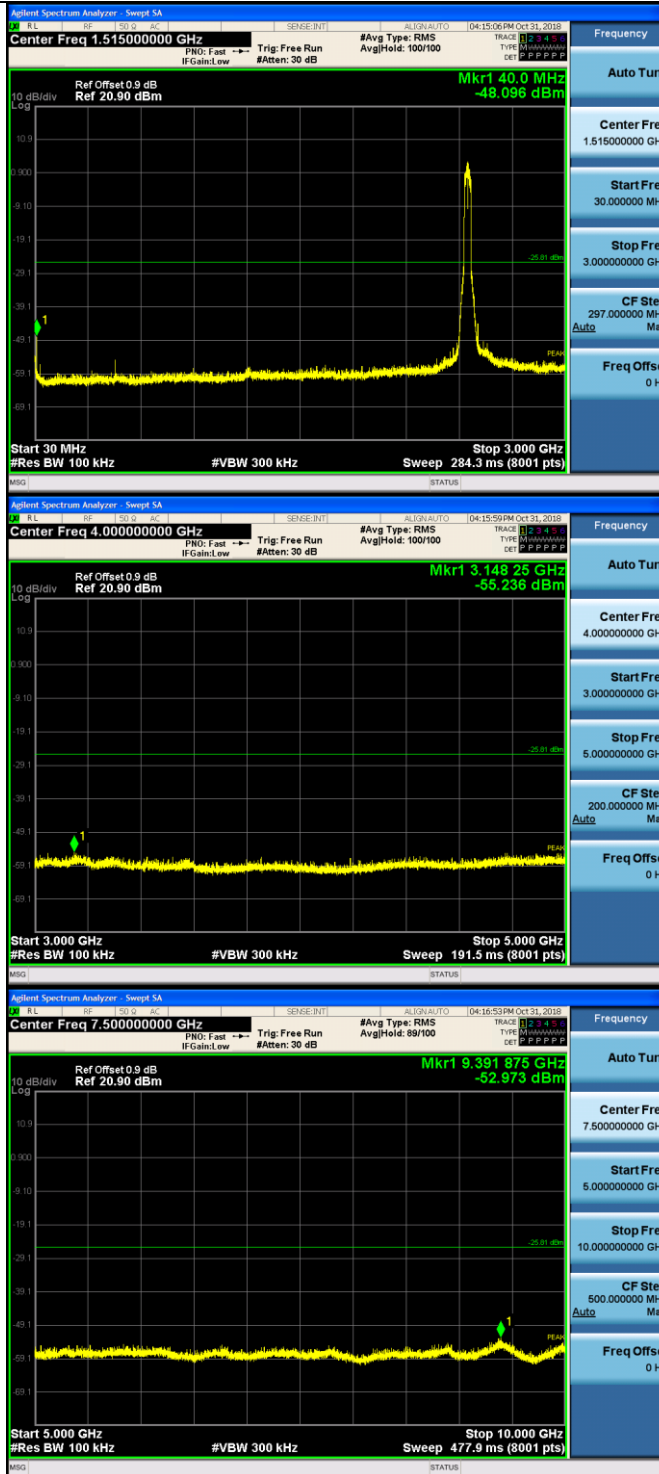 Agilent Spectrum Analyzer - Swept SA
RL RF 50 Ω AC SENSE:INT ALIGNAUTO 04:15:06 PM Oct 31, 2018
Center Freq 1.515000000 GHz #Avg Type: RMS TRACE 1 2 3 4 5 6
PNO: Fast Trig: Free Run Avg|Hold: 100/100 TYPE M
IFGain:Low #Atten: 30 dB DET P P P P P P
Mkr1 40.0 MHz
Ref Offset 0.9 dB
10 dB/div Ref 20.90 dBm -48.096 dBm
Log
10.9
0.900
-9.10
-19.1
-25.81 dBm
-29.1
-39.1
1
-49.1
PEAK
-59.1
-69.1
Start 30 MHz Stop 3.000 GHz
#Res BW 100 kHz #VBW 300 kHz Sweep 284.3 ms (8001 pts)
MSG STATUS
Frequency
Auto Tun
Center Fre
1.515000000 GH
Start Fre
30.000000 MH
Stop Fre
3.000000000 GH
CF Ste
297.000000 MH
Auto Ma
Freq Offse
0 H
Agilent Spectrum Analyzer - Swept SA
RL RF 50 Ω AC SENSE:INT ALIGNAUTO 04:15:59 PM Oct 31, 2018
Center Freq 4.000000000 GHz #Avg Type: RMS TRACE 1 2 3 4 5 6
PNO: Fast Trig: Free Run Avg|Hold: 100/100 TYPE M
IFGain:Low #Atten: 30 dB DET P P P P P P
Mkr1 3.148 25 GHz
Ref Offset 0.9 dB
10 dB/div Ref 20.90 dBm -55.236 dBm
Log
10.9
0.900
-9.10
-19.1
-25.81 dBm
-29.1
-39.1
-49.1
1
PEAK
-59.1
-69.1
Start 3.000 GHz Stop 5.000 GHz
#Res BW 100 kHz #VBW 300 kHz Sweep 191.5 ms (8001 pts)
MSG STATUS
Frequency
Auto Tun
Center Fre
4.000000000 GH
Start Fre
3.000000000 GH
Stop Fre
5.000000000 GH
CF Ste
200.000000 MH
Auto Ma
Freq Offse
0 H
Agilent Spectrum Analyzer - Swept SA
RL RF 50 Ω AC SENSE:INT ALIGNAUTO 04:16:53 PM Oct 31, 2018
Center Freq 7.500000000 GHz #Avg Type: RMS TRACE 1 2 3 4 5 6
PNO: Fast Trig: Free Run Avg|Hold: 89/100 TYPE M
IFGain:Low #Atten: 30 dB DET P P P P P P
Mkr1 9.391 875 GHz
Ref Offset 0.9 dB
10 dB/div Ref 20.90 dBm -52.973 dBm
Log
10.9
0.900
-9.10
-19.1
-25.81 dBm
-29.1
-39.1
-49.1
1
PEAK
-59.1
-69.1
Start 5.000 GHz Stop 10.000 GHz
#Res BW 100 kHz #VBW 300 kHz Sweep 477.9 ms (8001 pts)
MSG STATUS
Frequency
Auto Tun
Center Fre
7.500000000 GH
Start Fre
5.000000000 GH
Stop Fre
10.000000000 GH
CF Ste
500.000000 MH
Auto Ma
Freq Offse
0 H